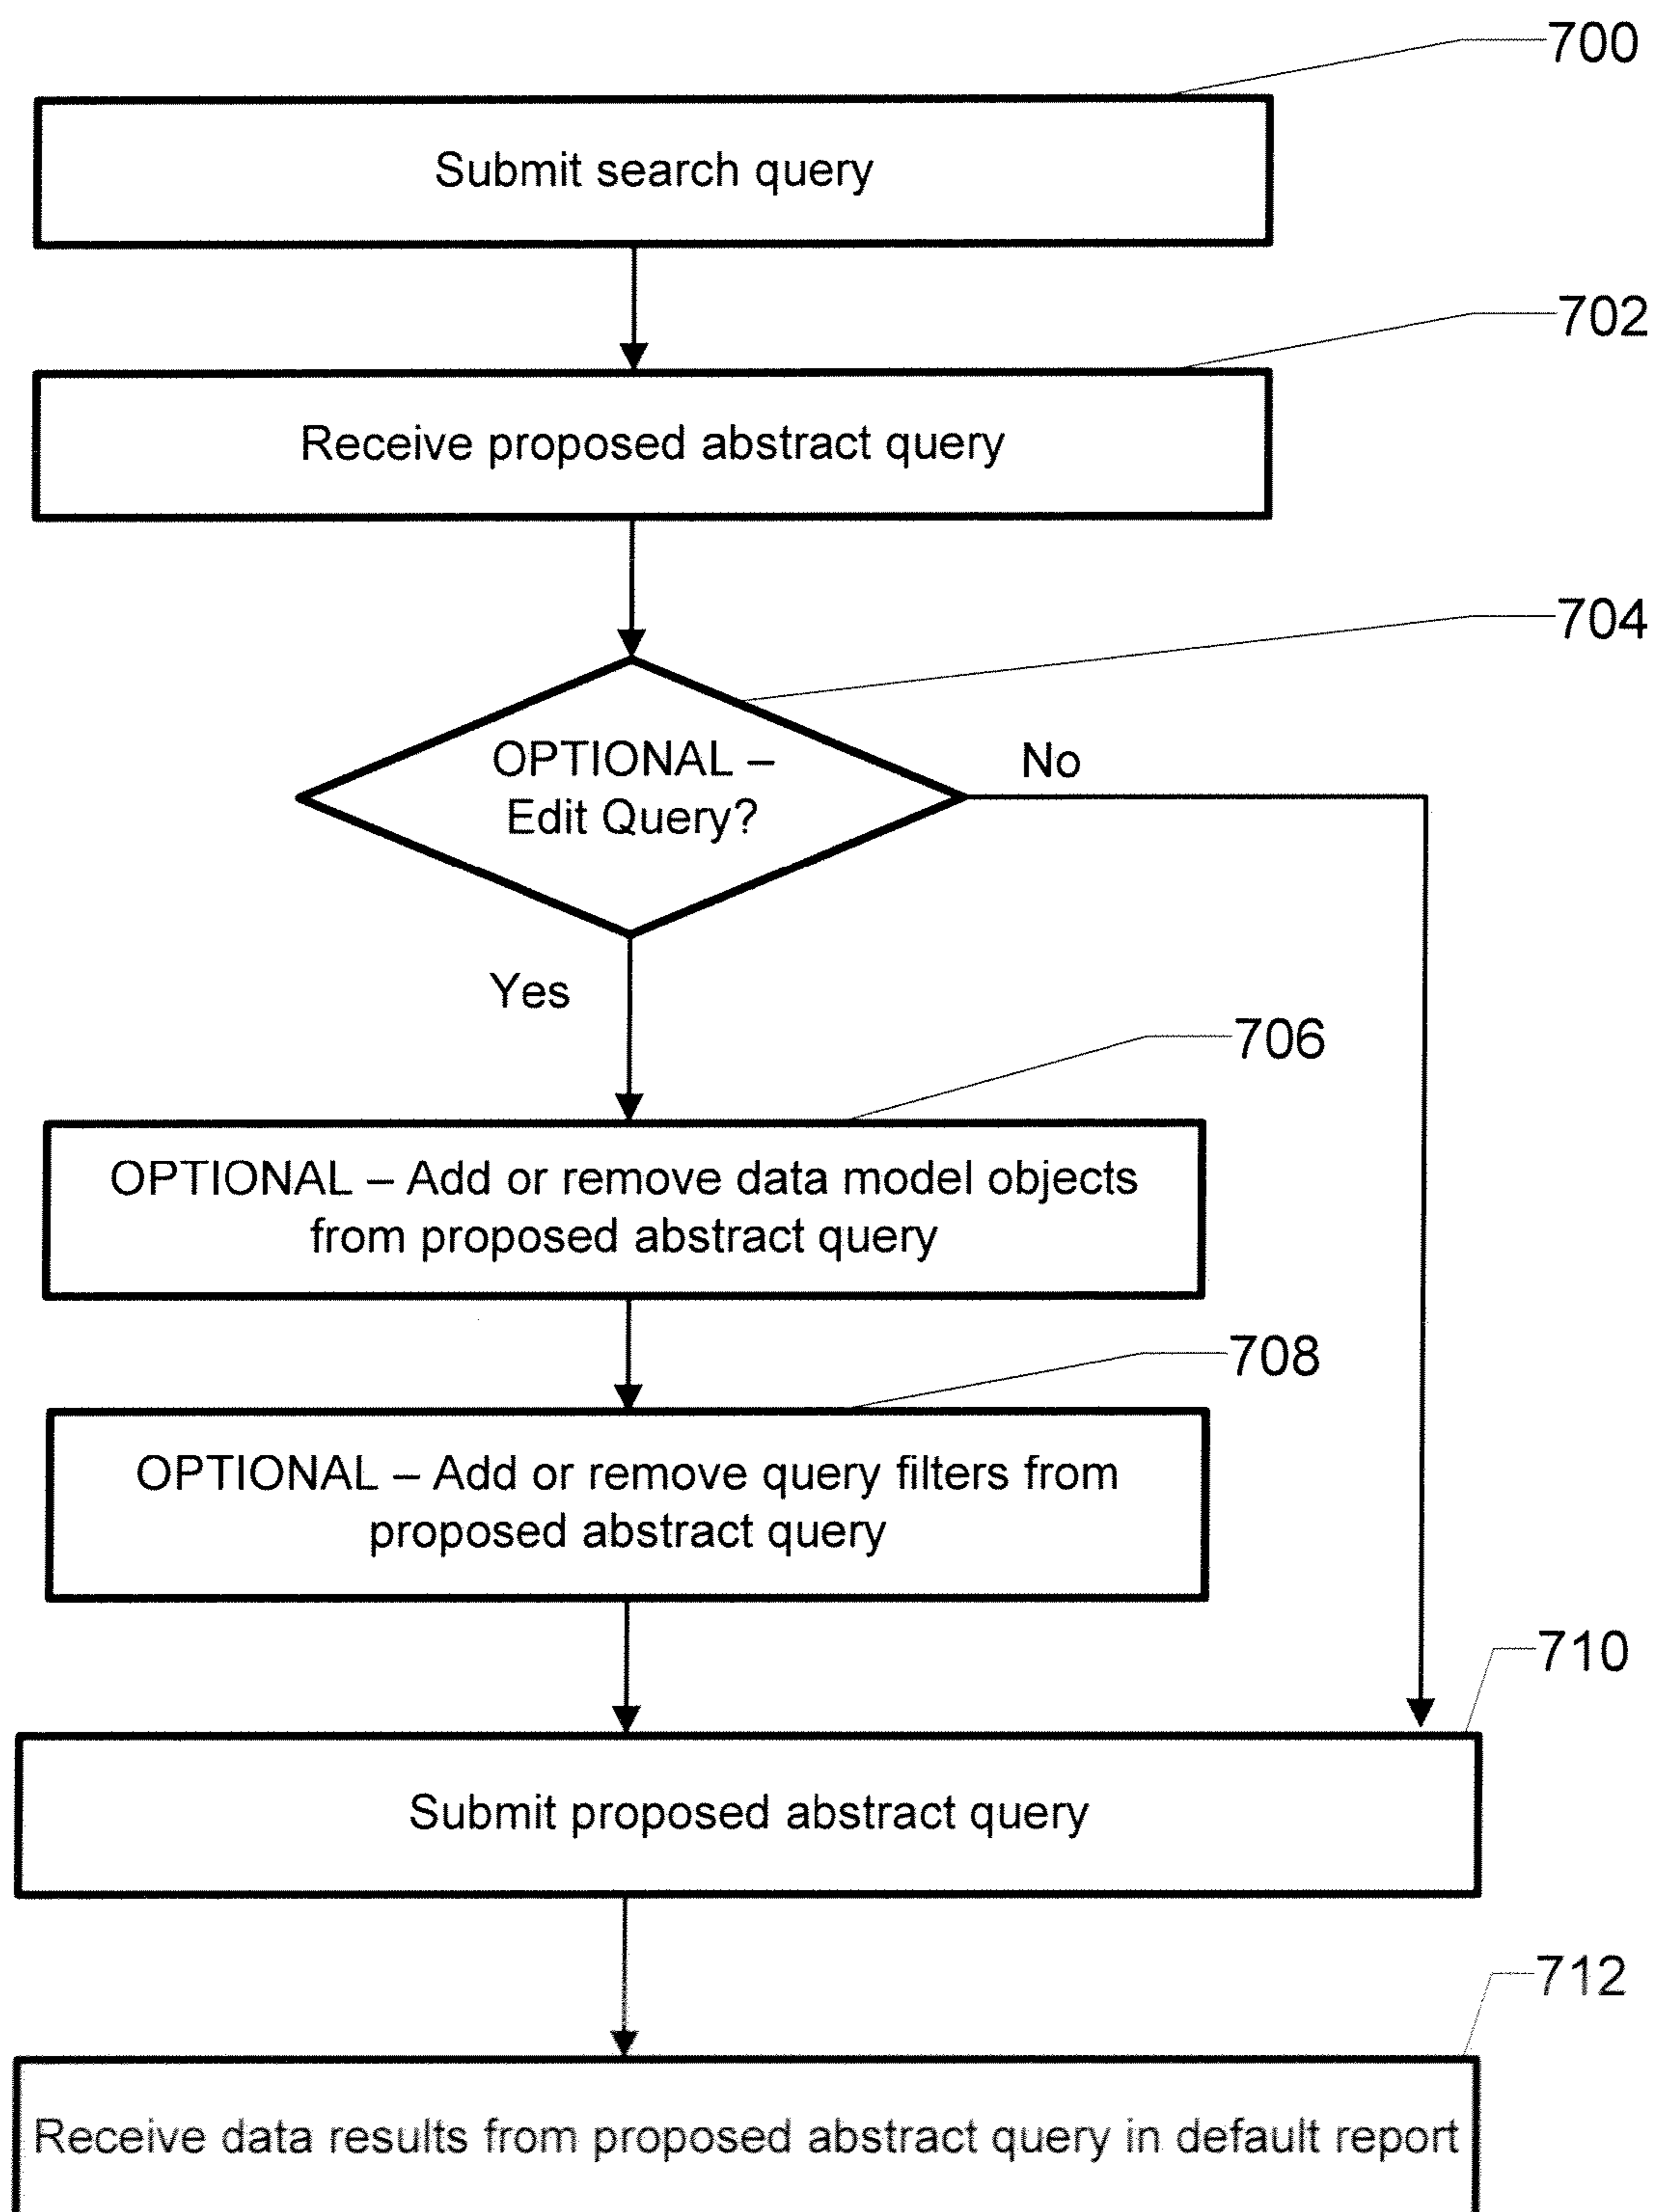 700
Submit search query
702
Receive proposed abstract query
704
OPTIONAL –
Edit Query?
No
Yes
706
OPTIONAL – Add or remove data model objects
from proposed abstract query
708
OPTIONAL – Add or remove query filters from
proposed abstract query
710
Submit proposed abstract query
712
Receive data results from proposed abstract query in default report